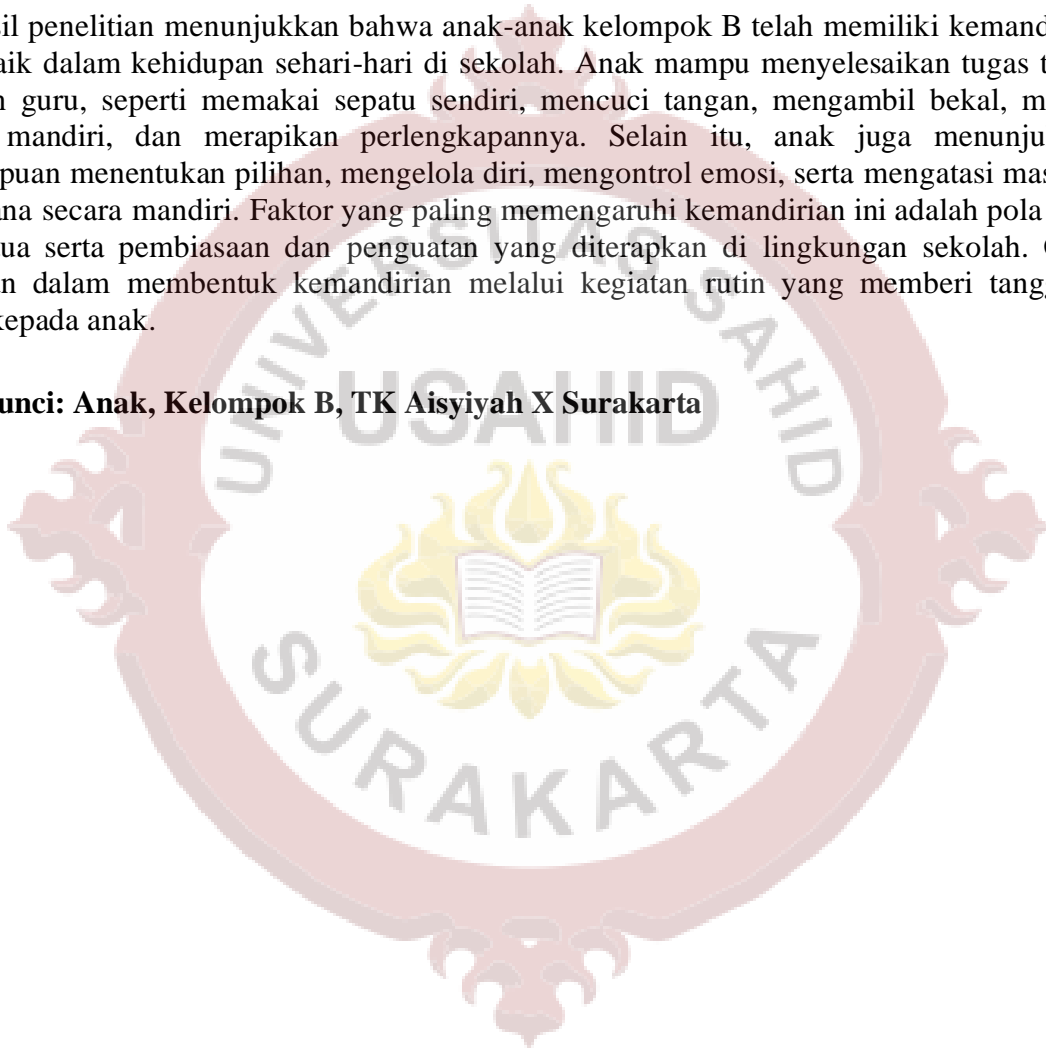 sil penelitian menunjukkan bahwa anak-anak kelompok B telah memiliki kemand
aik dalam kehidupan sehari-hari di sekolah. Anak mampu menyelesaikan tugas t
n guru, seperti memakai sepatu sendiri, mencuci tangan, mengambil bekal, m
mandiri, dan merapikan perlengkapannya. Selain itu, anak juga menunju
puan menentukan pilihan, mengelola diri, mengontrol emosi, serta mengatasi mas
ana secara mandiri. Faktor yang paling memengaruhi kemandirian ini adalah pola
ua serta pembiasaan dan penguatan yang diterapkan di lingkungan sekolah.
n dalam membentuk kemandirian melalui kegiatan rutin yang memberi tangg
kepada anak.
unci: Anak, Kelompok B, TK Aisyiyah X Surakarta
UNIVERSITAS SAHID
USAHID
SURAKARTA